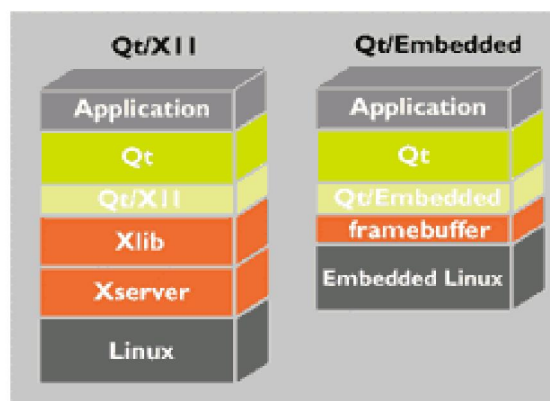 Qt/X11
Application
Qt
Qt/X11
Xlib
Xserver
Linux
Qt/Embedded
Application
Qt
Qt/Embedded
framebuffer
Embedded Linux